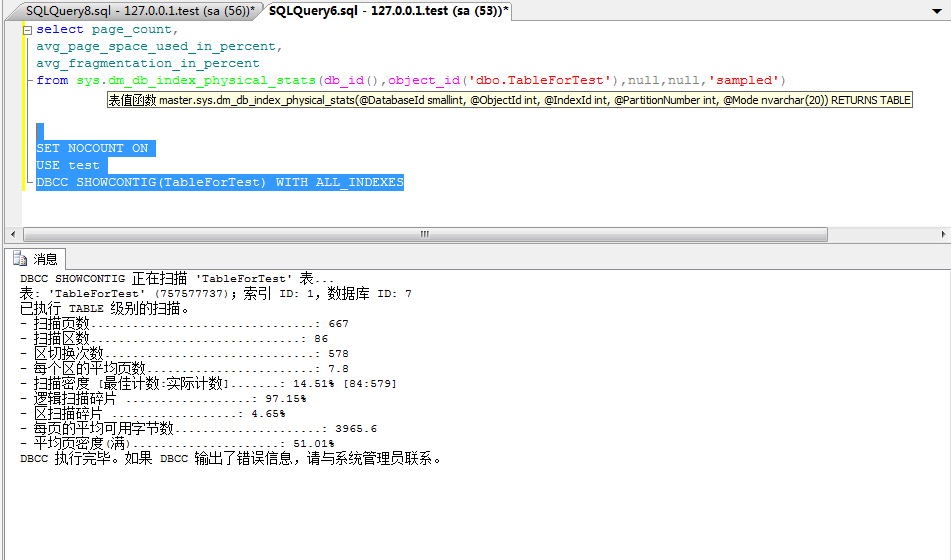 SQLQuery8.sql - 127.0.0.1.test (sa (56))*
SQLQuery6.sql - 127.0.0.1.test (sa (53))*
select page_count,
avg_page_space_used_in_percent,
avg_fragmentation_in_percent
from sys.dm_db_index_physical_stats(db_id(),object_id('dbo.TableForTest'),null,null,'sampled')
表值函数 master.sys.dm_db_index_physical_stats(@DatabaseId smallint, @ObjectId int, @IndexId int, @PartitionNumber int, @Mode nvarchar(20)) RETURNS TABLE
SET NOCOUNT ON
USE test
DBCC SHOWCONTIG(TableForTest) WITH ALL_INDEXES
消息
DBCC SHOWCONTIG 正在扫描 'TableForTest' 表...
表: 'TableForTest' (757577737)；索引 ID: 1，数据库 ID: 7
已执行 TABLE 级别的扫描。
- 扫描页数................................: 667
- 扫描区数..............................: 86
- 区切换次数..............................: 578
- 每个区的平均页数........................: 7.8
- 扫描密度 [最佳计数:实际计数].......: 14.51% [84:579]
- 逻辑扫描碎片 ..................: 97.15%
- 区扫描碎片 ..................: 4.65%
- 每页的平均可用字节数.....................: 3965.6
- 平均页密度(满).....................: 51.01%
DBCC 执行完毕。如果 DBCC 输出了错误信息，请与系统管理员联系。